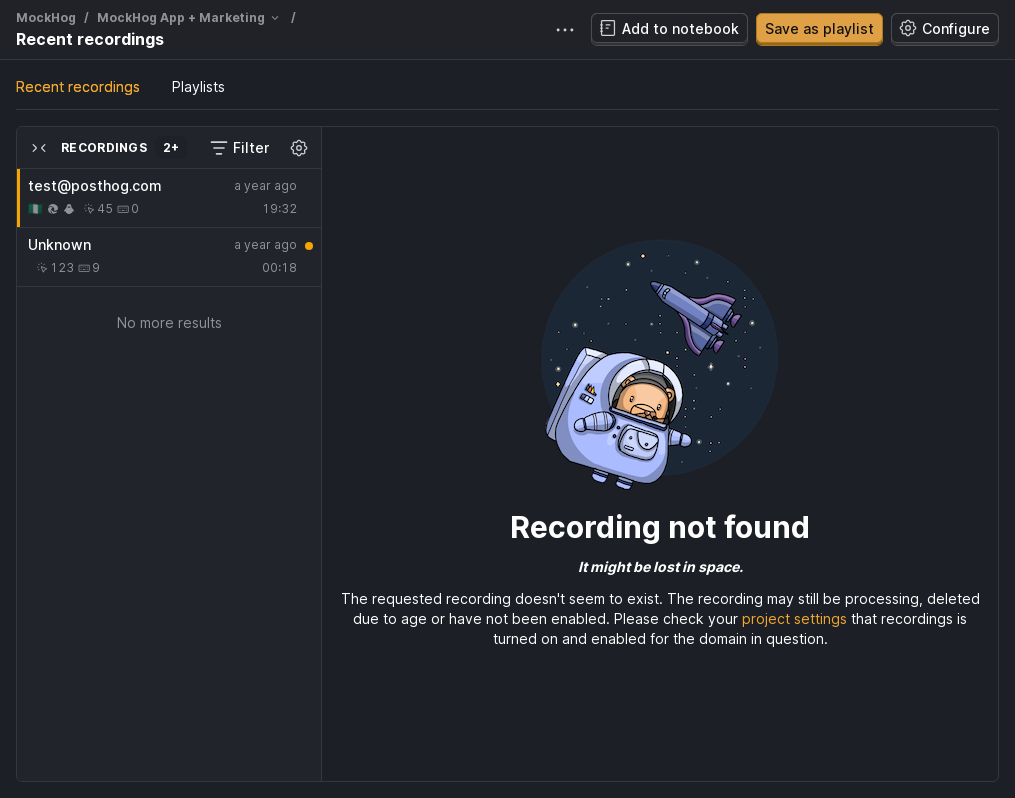 MockHog / MockHog App + Marketing /
Recent recordings
Add to notebook
Save as playlist
Configure
Recent recordings
Playlists
RECORDINGS 2+
Filter
test@posthog.com a year ago
45 0 19:32
Unknown a year ago
123 9 00:18
No more results
Recording not found
It might be lost in space.
The requested recording doesn't seem to exist. The recording may still be processing, deleted
due to age or have not been enabled. Please check your project settings that recordings is
turned on and enabled for the domain in question.